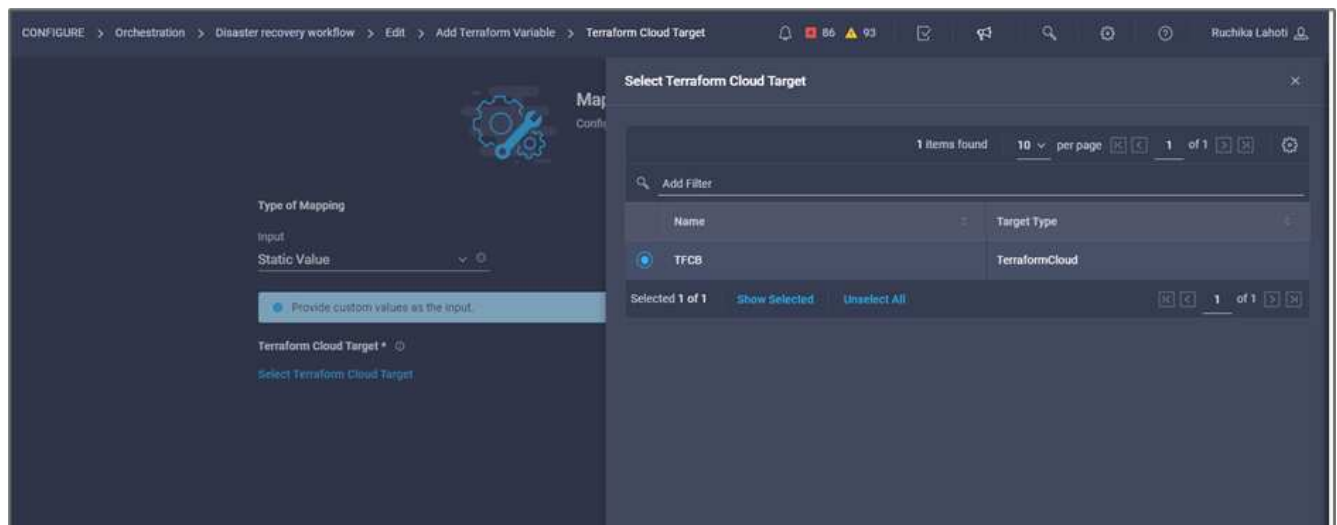 CONFIGURE > Orchestration > Disaster recovery workflow > Edit > Add Terraform Variable > Terraform Cloud Target 86 93 Ruchika Lahoti
Select Terraform Cloud Target
Map
Confi
1 items found 10 per page 1 of 1
Add Filter
Type of Mapping
Name Target Type
Input
Static Value
TFCB TerraformCloud
Selected 1 of 1 Show Selected Unselect All 1 of 1
Provide custom values as the input.
Terraform Cloud Target *
Select Terraform Cloud Target